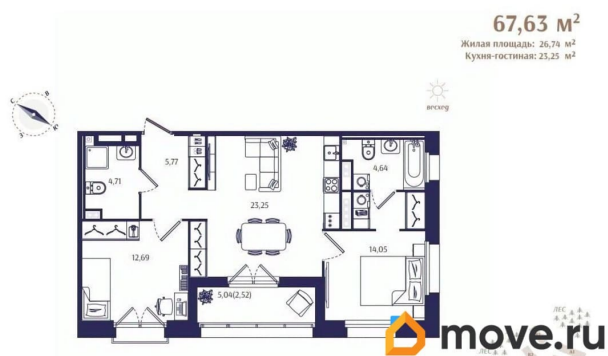 67,63 м²
Жилая площадь: 26,74 м²
Кухня-гостиная: 23,25 м²
восход
5,77
4,71
4,64
23,25
12,69
14,05
5,04(2,52)
ЛЕС
ЛЕС
move.ru